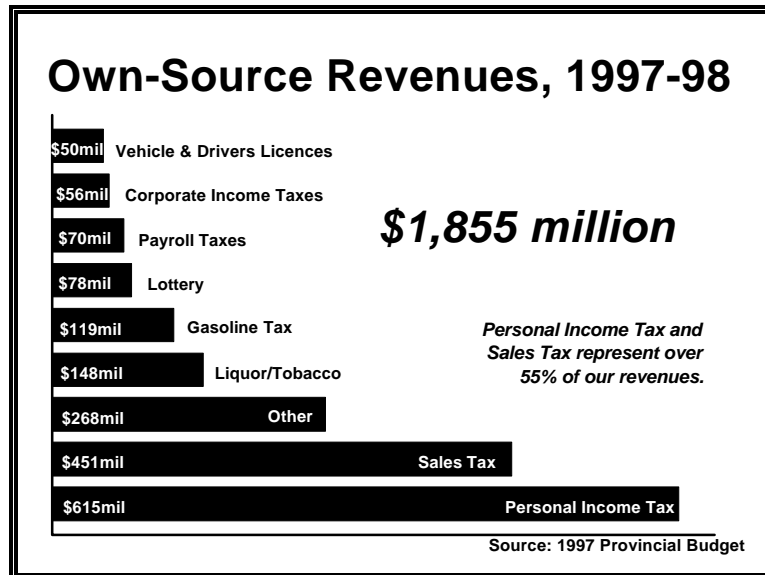 Own-Source Revenues, 1997-98
$50mil Vehicle & Drivers Licences
$56mil Corporate Income Taxes
$1,855 million
$70mil Payroll Taxes
$78mil Lottery
$119mil Gasoline Tax
Personal Income Tax and
Sales Tax represent over
55% of our revenues.
$148mil Liquor/Tobacco
$268mil Other
$451mil Sales Tax
$615mil Personal Income Tax
Source: 1997 Provincial Budget